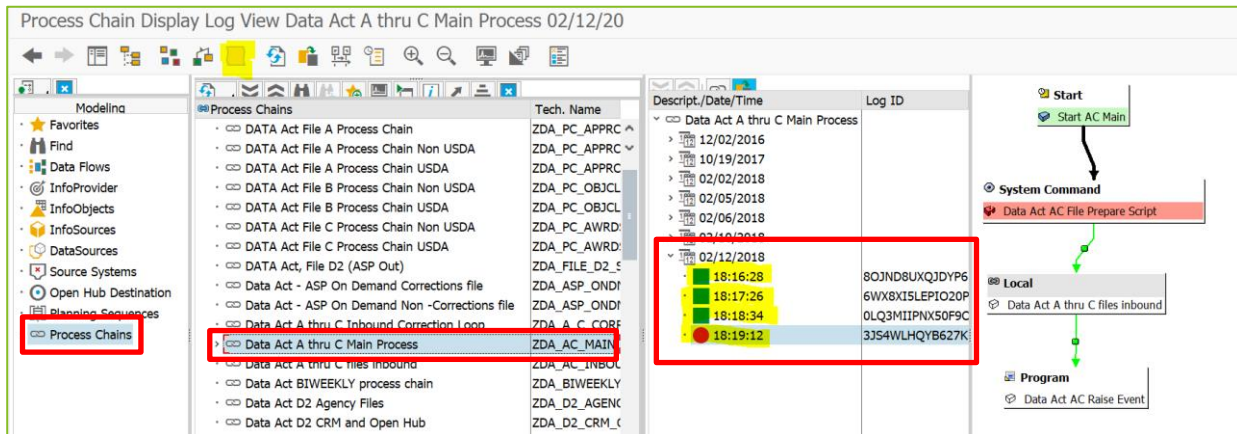 Process Chain Display Log View Data Act A thru C Main Process 02/12/20
Modeling
Favorites
Find
Data Flows
InfoProvider
InfoObjects
InfoSources
DataSources
Source Systems
Open Hub Destination
Planning Sequences
Process Chains
Process Chains Tech. Name
DATA Act File A Process Chain ZDA_PC_APPRC
DATA Act File A Process Chain Non USDA ZDA_PC_APPRC
DATA Act File A Process Chain USDA ZDA_PC_APPRC
DATA Act File B Process Chain Non USDA ZDA_PC_OBJCL
DATA Act File B Process Chain USDA ZDA_PC_OBJCL
DATA Act File C Process Chain Non USDA ZDA_PC_AWRD
DATA Act File C Process Chain USDA ZDA_PC_AWRD
DATA Act, File D2 (ASP Out) ZDA_FILE_D2_S
Data Act - ASP On Demand Corrections file ZDA_ASP_ONDM
Data Act - ASP On Demand Non -Corrections file ZDA_ASP_ONDM
Data Act A thru C Inbound Correction Loop ZDA_A_C_CORR
Data Act A thru C Main Process ZDA_AC_MAIN
Data Act A thru C files inbound ZDA_AC_INBOU
Data Act BIWEEKLY process chain ZDA_BIWEEKLY
Data Act D2 Agency Files ZDA_D2_AGENC
Data Act D2 CRM and Open Hub ZDA_D2_CRM_
Descript./Date/Time Log ID
Data Act A thru C Main Process
12/02/2016
10/19/2017
02/02/2018
02/05/2018
02/06/2018
02/10/2018
02/12/2018
18:16:28 8OJND8UXQJDYP6
18:17:26 6WX8XI5LEPIO20P
18:18:34 0LQ3MIIPNX50F9C
18:19:12 3JS4WLHQYB627K
Start
Start AC Main
System Command
Data Act AC File Prepare Script
Local
Data Act A thru C files inbound
Program
Data Act AC Raise Event